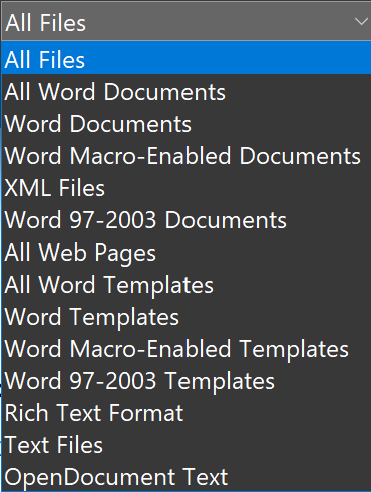 All Files
All Files
All Word Documents
Word Documents
Word Macro-Enabled Documents
XML Files
Word 97-2003 Documents
All Web Pages
All Word Templates
Word Templates
Word Macro-Enabled Templates
Word 97-2003 Templates
Rich Text Format
Text Files
OpenDocument Text